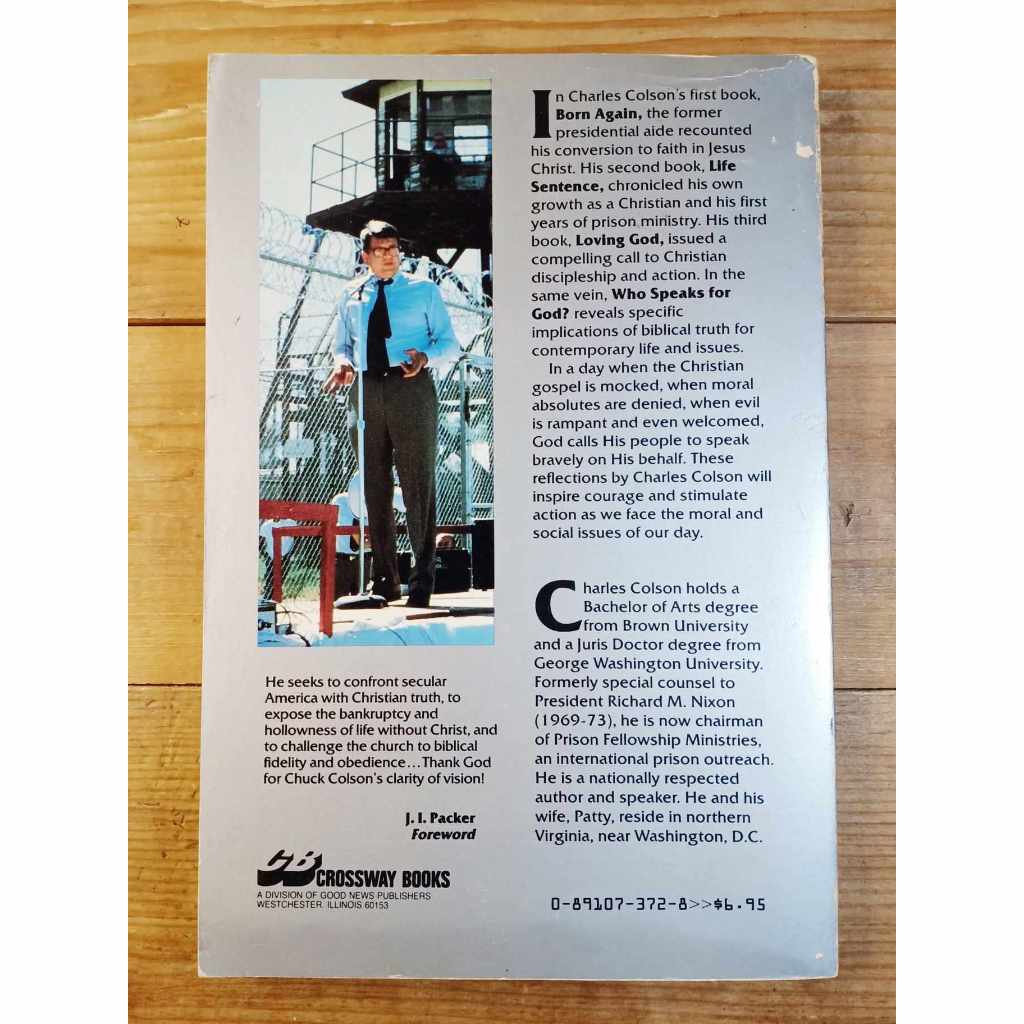 In Charles Colson's first book,
Born Again, the former
presidential aide recounted
his conversion to faith in Jesus
Christ. His second book, Life
Sentence, chronicled his own
growth as a Christian and his first
years of prison ministry. His third
book, Loving God, issued a
compelling call to Christian
discipleship and action. In the
same vein, Who Speaks for
God? reveals specific
implications of biblical truth for
contemporary life and issues.
In a day when the Christian
gospel is mocked, when moral
absolutes are denied, when evil
is rampant and even welcomed,
God calls His people to speak
bravely on His behalf. These
reflections by Charles Colson will
inspire courage and stimulate
action as we face the moral and
social issues of our day.
Charles Colson holds a
Bachelor of Arts degree
from Brown University
and a Juris Doctor degree from
George Washington University.
Formerly special counsel to
President Richard M. Nixon
(1969-73), he is now chairman
of Prison Fellowship Ministries,
an international prison outreach.
He is a nationally respected
author and speaker. He and his
wife, Patty, reside in northern
Virginia, near Washington, D.C.
He seeks to confront secular
America with Christian truth, to
expose the bankruptcy and
hollowness of life without Christ, and
to challenge the church to biblical
fidelity and obedience...Thank God
for Chuck Colson's clarity of vision!
J. I. Packer
Foreword
CB CROSSWAY BOOKS
A DIVISION OF GOOD NEWS PUBLISHERS
WESTCHESTER, ILLINOIS 60153
0-89107-372-8>>$6.95